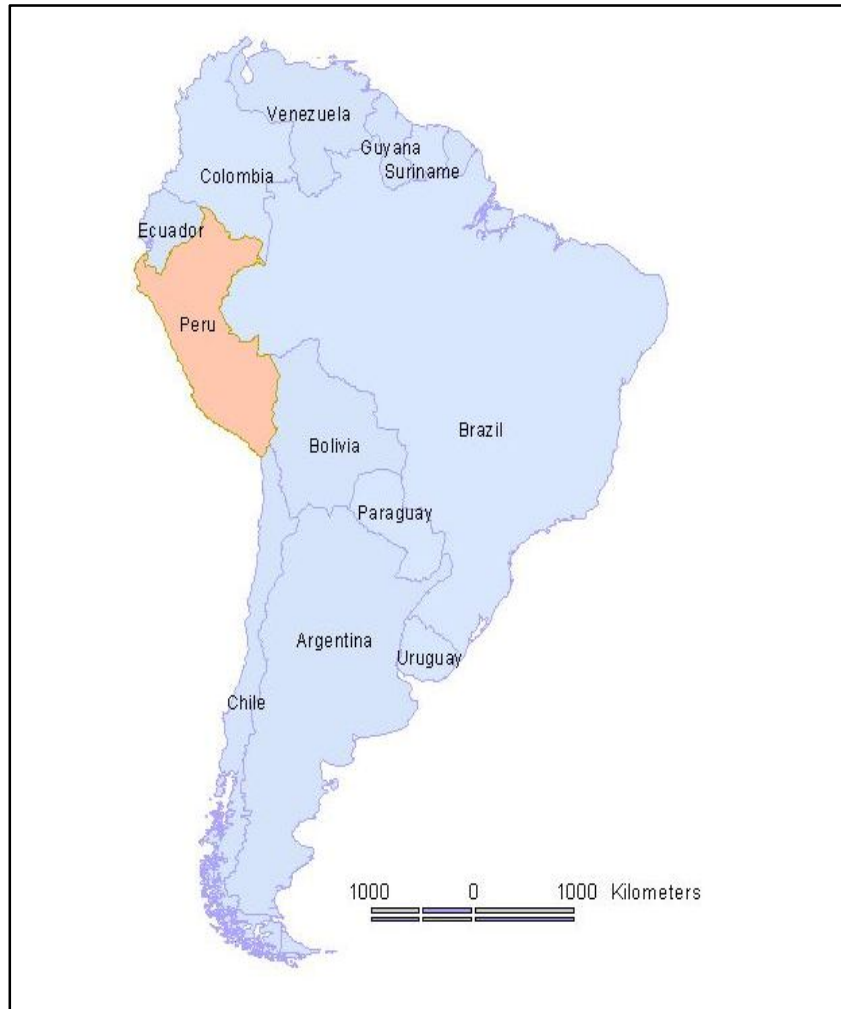 Venezuela
Guyana
Suriname
Colombia
Ecuador
Peru
Brazil
Bolivia
Paraguay
Argentina
Uruguay
Chile
1000 0 1000 Kilometers